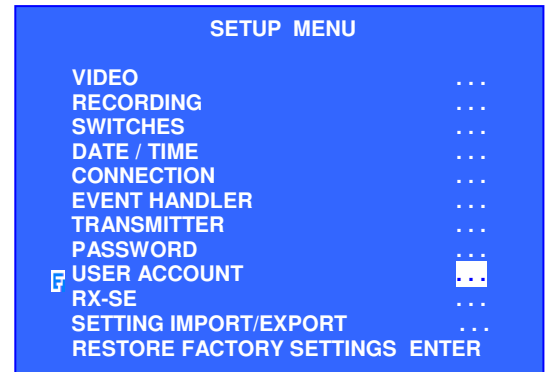 SETUP MENU
VIDEO ...
RECORDING ...
SWITCHES ...
DATE / TIME ...
CONNECTION ...
EVENT HANDLER ...
TRANSMITTER ...
PASSWORD ...
F USER ACCOUNT ...
RX-SE ...
SETTING IMPORT/EXPORT ...
RESTORE FACTORY SETTINGS ENTER